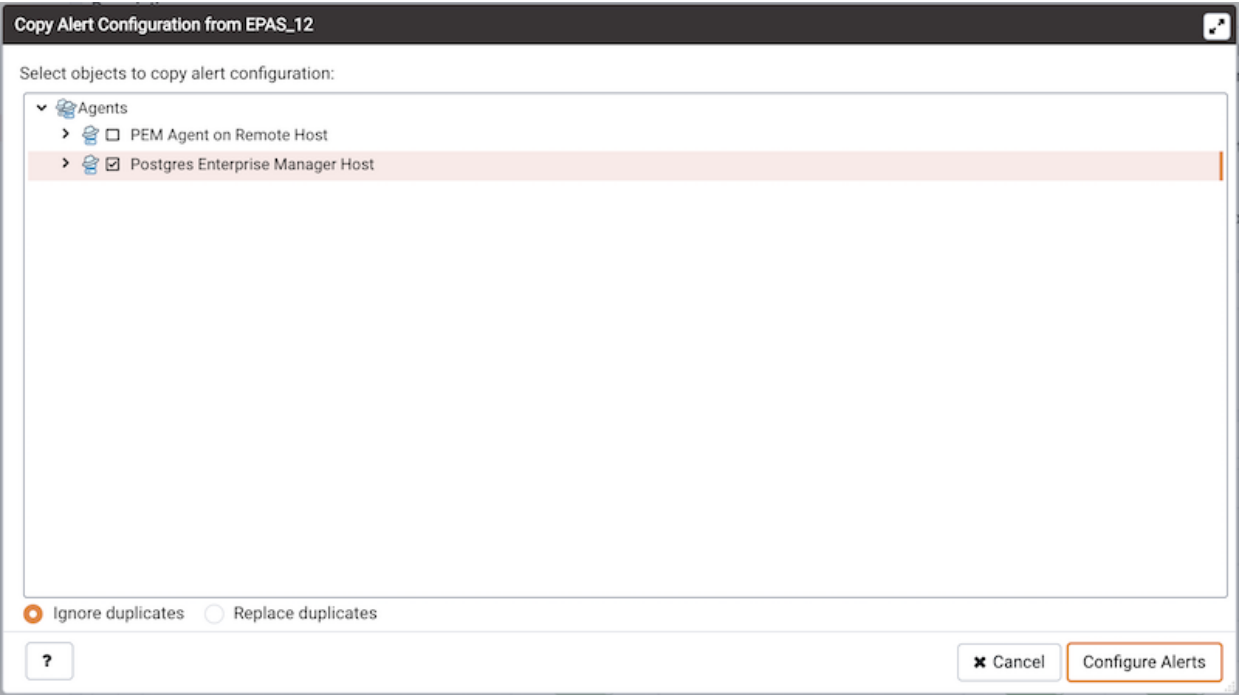 Copy Alert Configuration from EPAS_12
Select objects to copy alert configuration:
Agents
PEM Agent on Remote Host
Postgres Enterprise Manager Host
Ignore duplicates Replace duplicates
? Cancel Configure Alerts